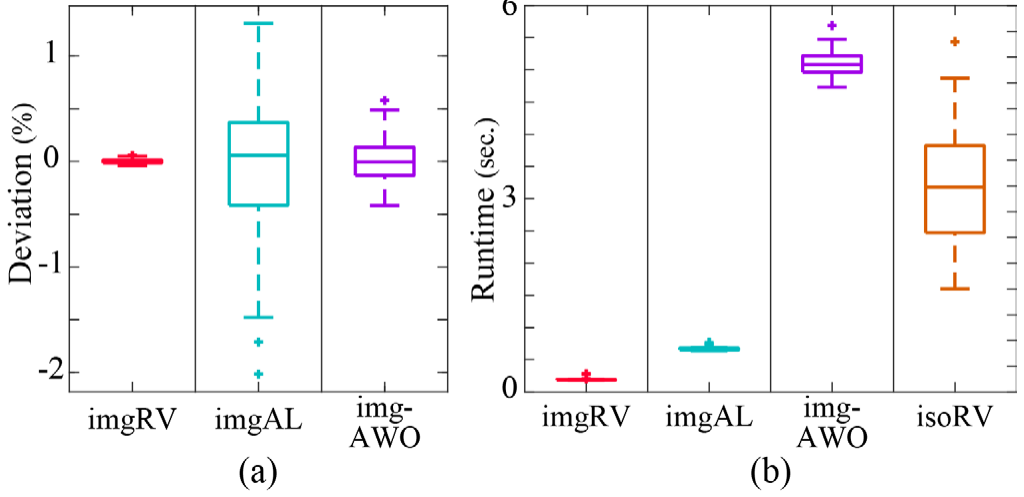 Deviation (%)
1
0
-1
-2
imgRV
imgAL
img-
AWO
(a)
Runtime (sec.)
6
3
0
imgRV
imgAL
img-
AWO
isoRV
(b)